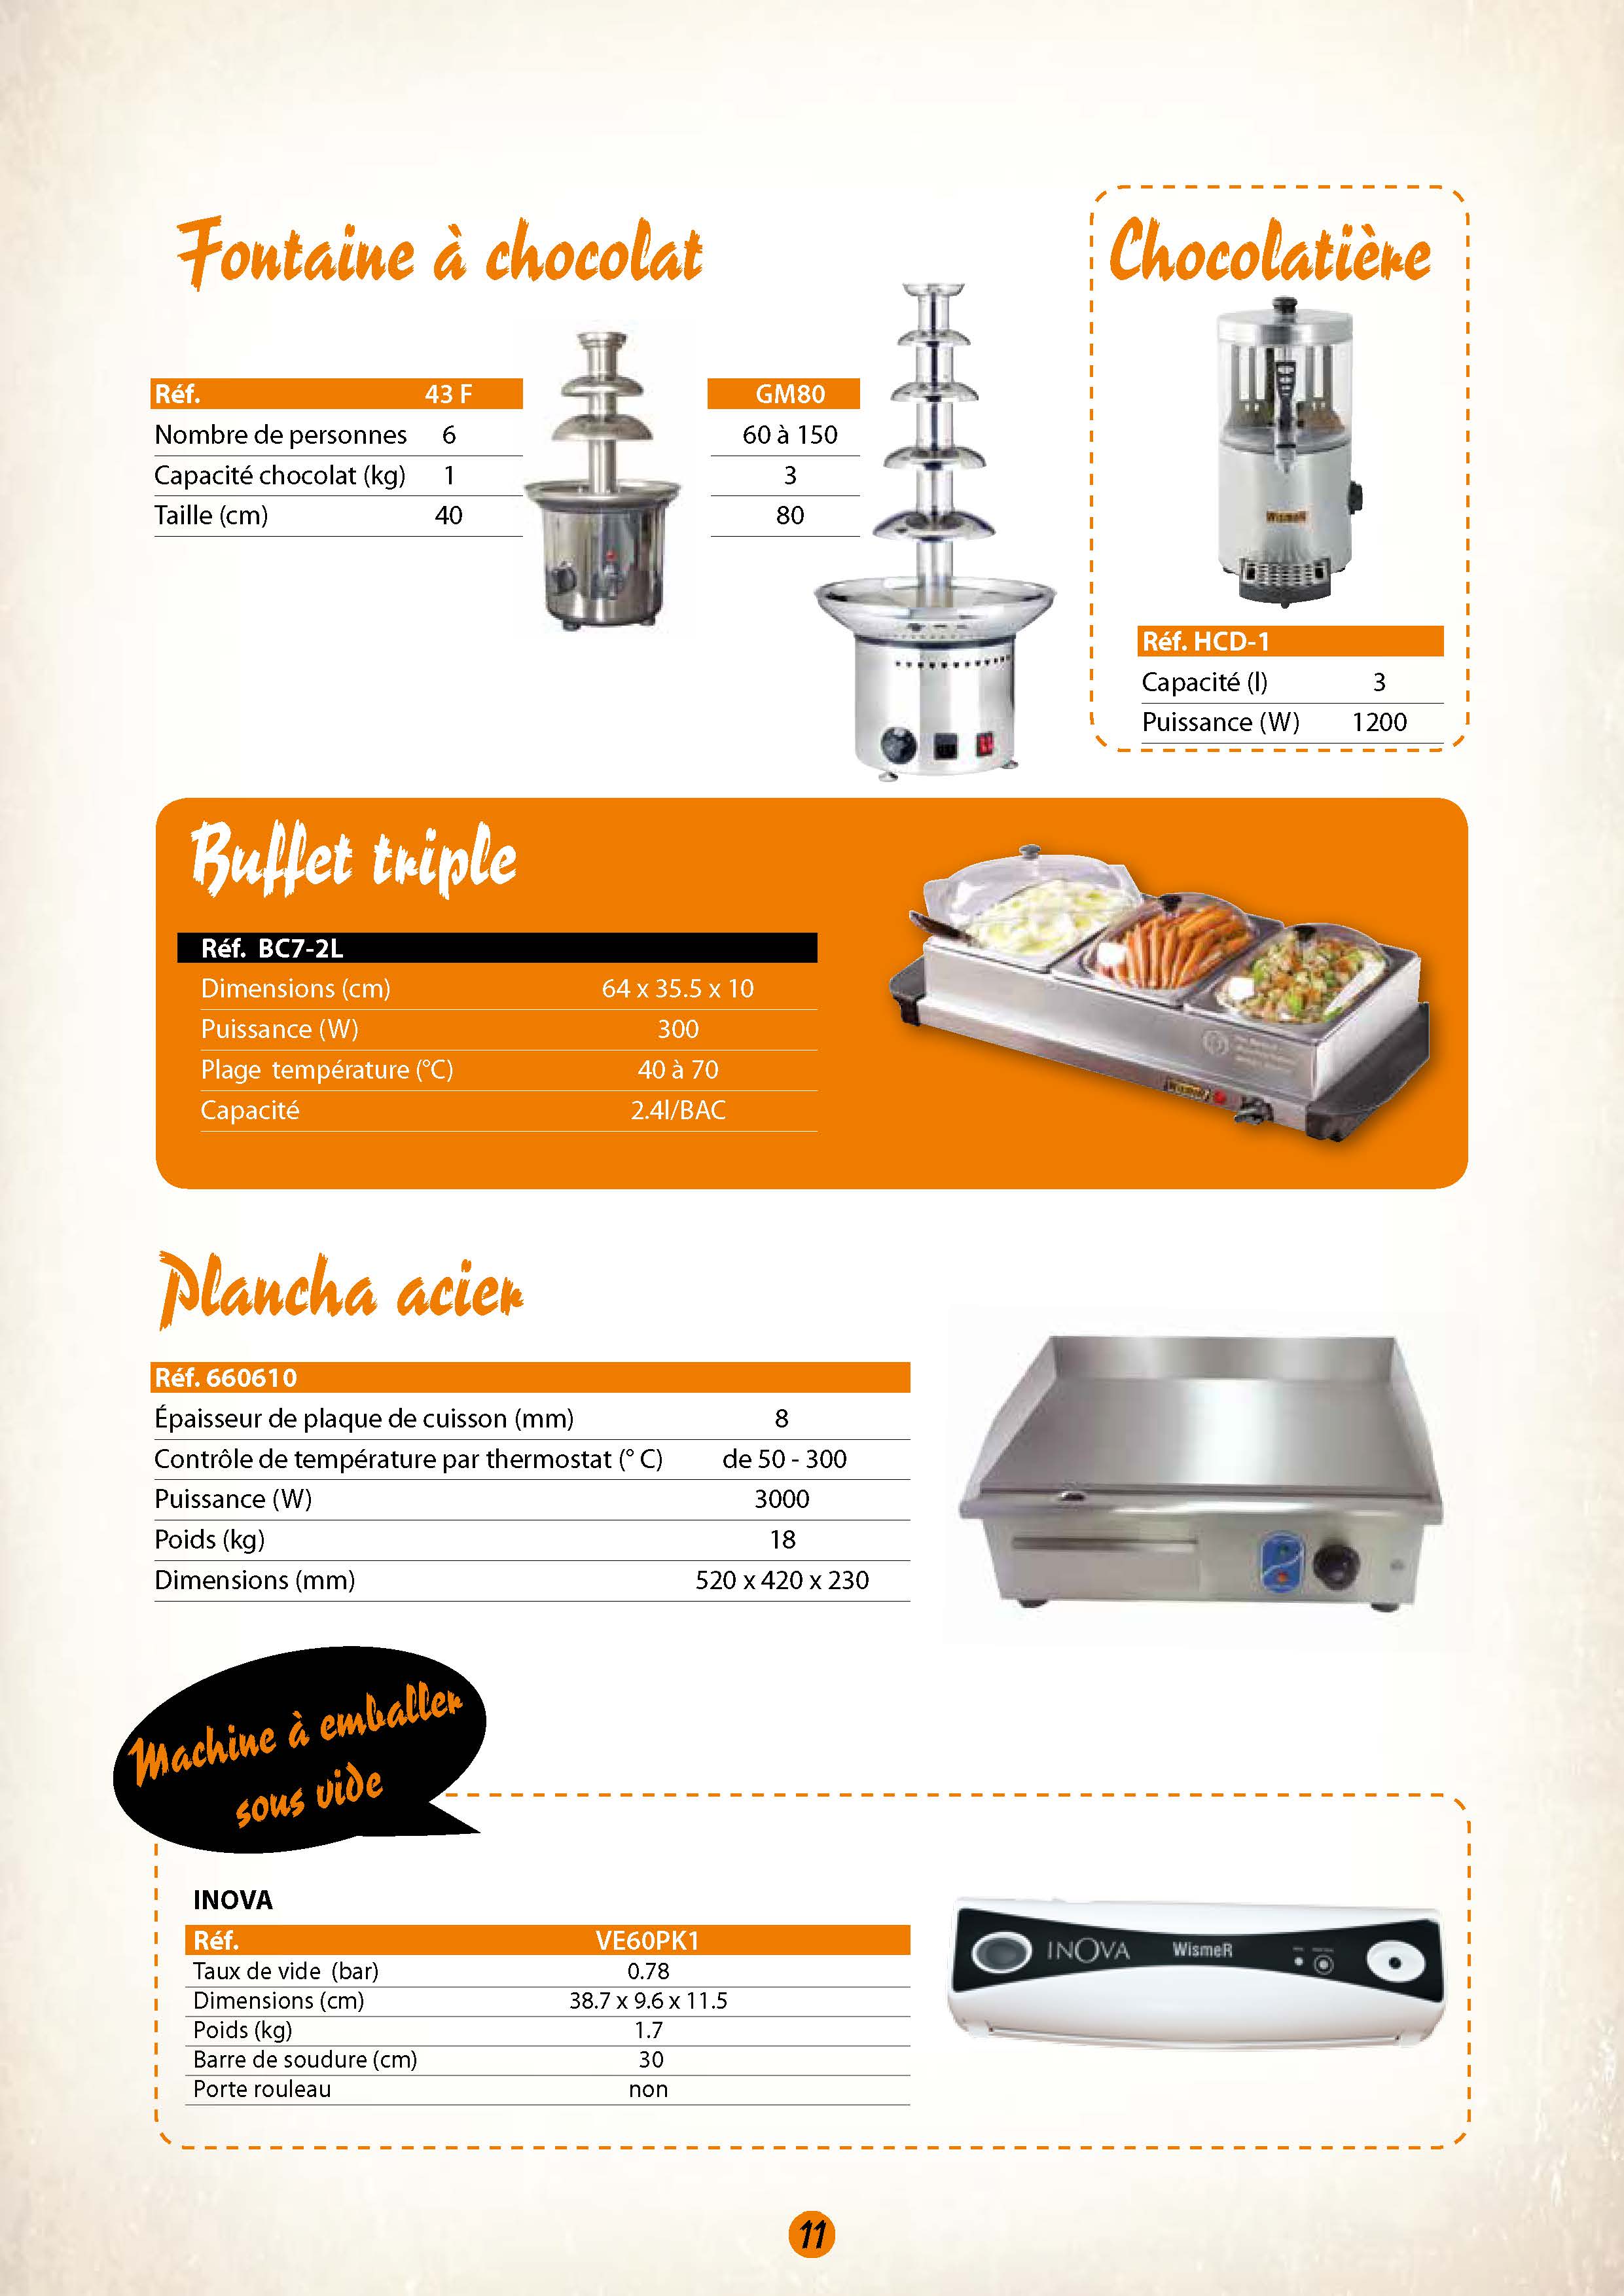 Fontaine à chocolat
Réf. 43 F GM80
Nombre de personnes 6 60 à 150
Capacité chocolat (kg) 1 3
Taille (cm) 40 80
Chocolatière
WismeR
Réf. HCD-1
Capacité (l) 3
Puissance (W) 1200
Buffet triple
Réf. BC7-2L
Dimensions (cm) 64 x 35.5 x 10
Puissance (W) 300
Plage température (°C) 40 à 70
Capacité 2.4l/BAC
Plancha acier
Réf. 660610
Épaisseur de plaque de cuisson (mm) 8
Contrôle de température par thermostat (° C) de 50 - 300
Puissance (W) 3000
Poids (kg) 18
Dimensions (mm) 520 x 420 x 230
Machine à emballer
sous vide
INOVA
Réf. VE60PK1
Taux de vide (bar) 0.78
Dimensions (cm) 38.7 x 9.6 x 11.5
Poids (kg) 1.7
Barre de soudure (cm) 30
Porte rouleau non
INOVA WismeR
11